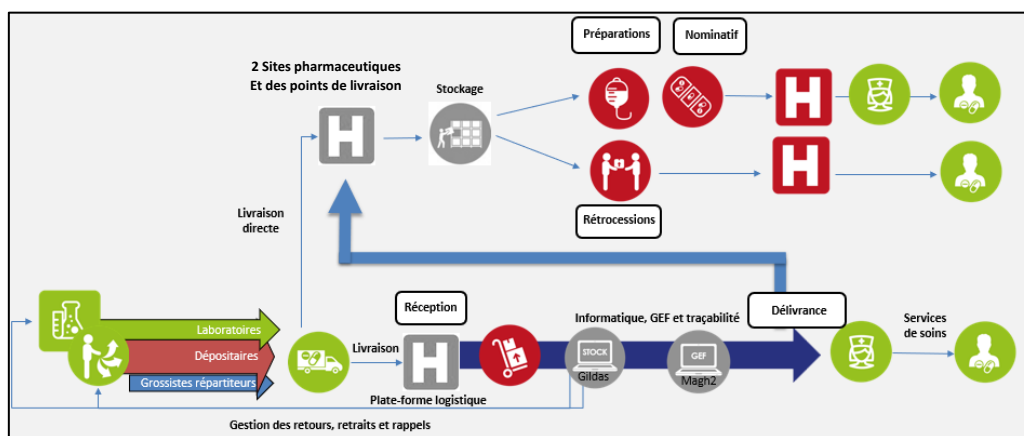 Préparations
Nominatif
2 Sites pharmaceutiques
Et des points de livraison
Stockage
H
H
H
Rétrocessions
Livraison
directe
Réception
Délivrance
Informatique, GEF et traçabilité
Services
de soins
Laboratoires
Dépositaires
Grossistes répartiteurs
Livraison
H
STOCK
Gildas
GEF
Magh2
Plate-forme logistique
Gestion des retours, retraits et rappels